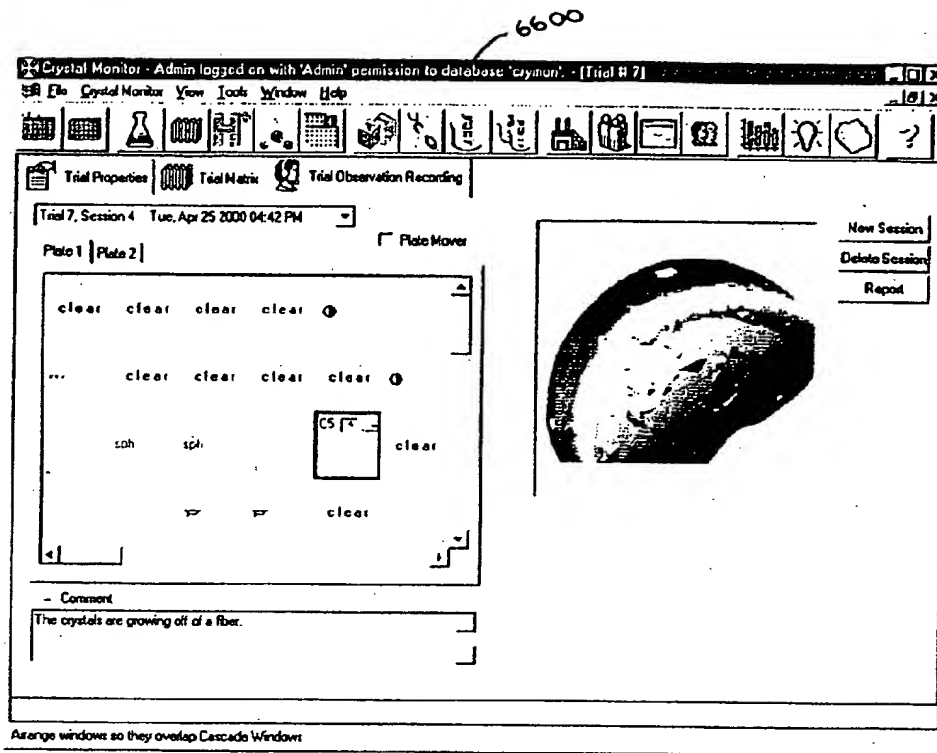 6600
Crystal Monitor - Admin logged on with 'Admin' permission to database 'crymon'. - [Trial # 7]
File Crystal Monitor View Tools Window Help
Trial Properties Trial Matrix Trial Observation Recording
Trial 7, Session 4 Tue, Apr 25 2000 04:42 PM
Plate Mover
New Session
Delete Session
Report
Plate 1 Plate 2
clear clear clear clear
clear clear clear clear
C5 4
sph sph clear
clear
Comment
The crystals are growing off of a fiber.
Arrange windows so they overlap Cascade Windows